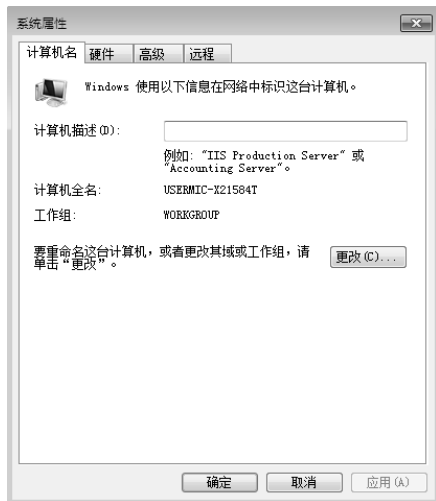 系统属性
计算机名 硬件 高级 远程
Windows 使用以下信息在网络中标识这台计算机。
计算机描述(D):
例如: "IIS Production Server" 或
"Accounting Server"。
计算机全名: USERMIC-X21584T
工作组: WORKGROUP
要重命名这台计算机，或者更改其域或工作组，请
单击“更改”。
更改(C)...
确定 取消 应用(A)